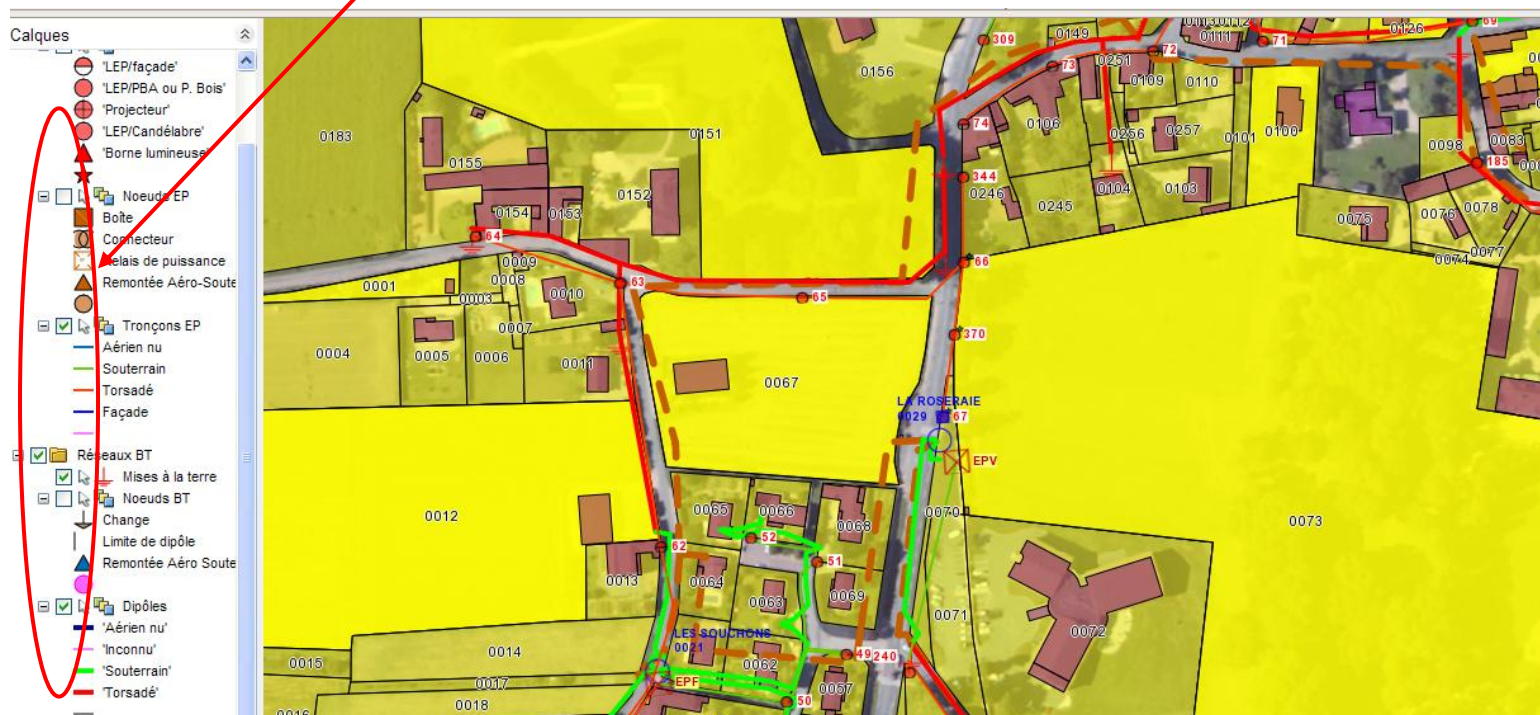 Calques
'LEP/façade'
'LEP/PBA ou P. Bois'
'Projecteur'
'LEP/Candélabre'
'Borne lumineuse'
Noeuds EP
Boîte
Connecteur
Relais de puissance
Remontée Aéro-Soute
Tronçons EP
Aérien nu
Souterrain
Torsadé
Façade
Réseaux BT
Mises à la terre
Noeuds BT
Change
Limite de dipôle
Remontée Aéro Soute
Dipôles
'Aérien nu'
'Inconnu'
'Souterrain'
'Torsadé'
309
0149
0113
0112
0111
71
0126
69
72
73
0251
0109
0110
0156
0183
0155
0151
74
0106
0256
0257
0101
0100
0098
0083
185
344
0246
0245
0104
0103
0152
0154
0153
64
0075
0076
0078
0077
0074
66
0009
0008
0001
0003
0010
63
65
0007
370
0004
0005
0006
0011
0067
LA ROSERAIE
0029
67
EPV
0012
0065
0066
0068
0070
0073
52
62
51
0013
0064
0063
0069
0071
0072
LES SOUCHONS
0021
0014
0015
0062
49
240
EPF
0017
0057
0018
50
0016